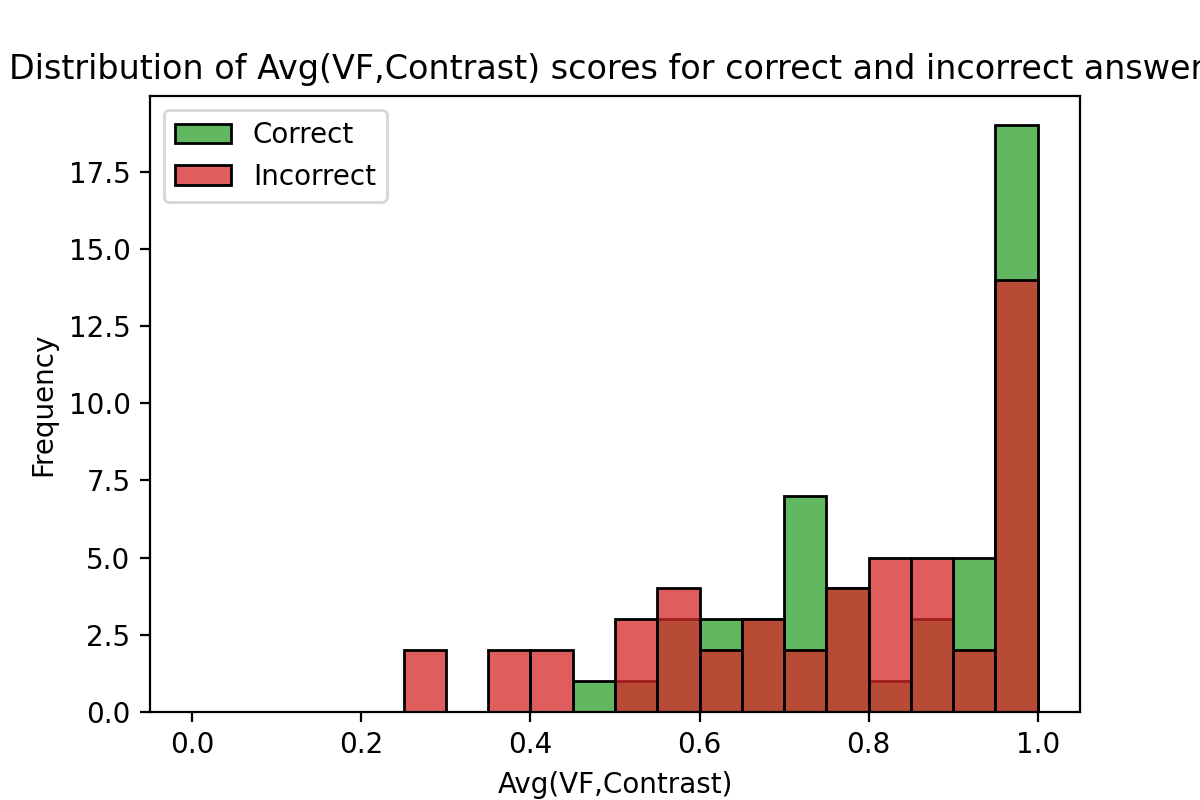 Distribution of Avg(VF,Contrast) scores for correct and incorrect answer
Correct
Incorrect
Frequency
17.5
15.0
12.5
10.0
7.5
5.0
2.5
0.0
0.0 0.2 0.4 0.6 0.8 1.0
Avg(VF,Contrast)